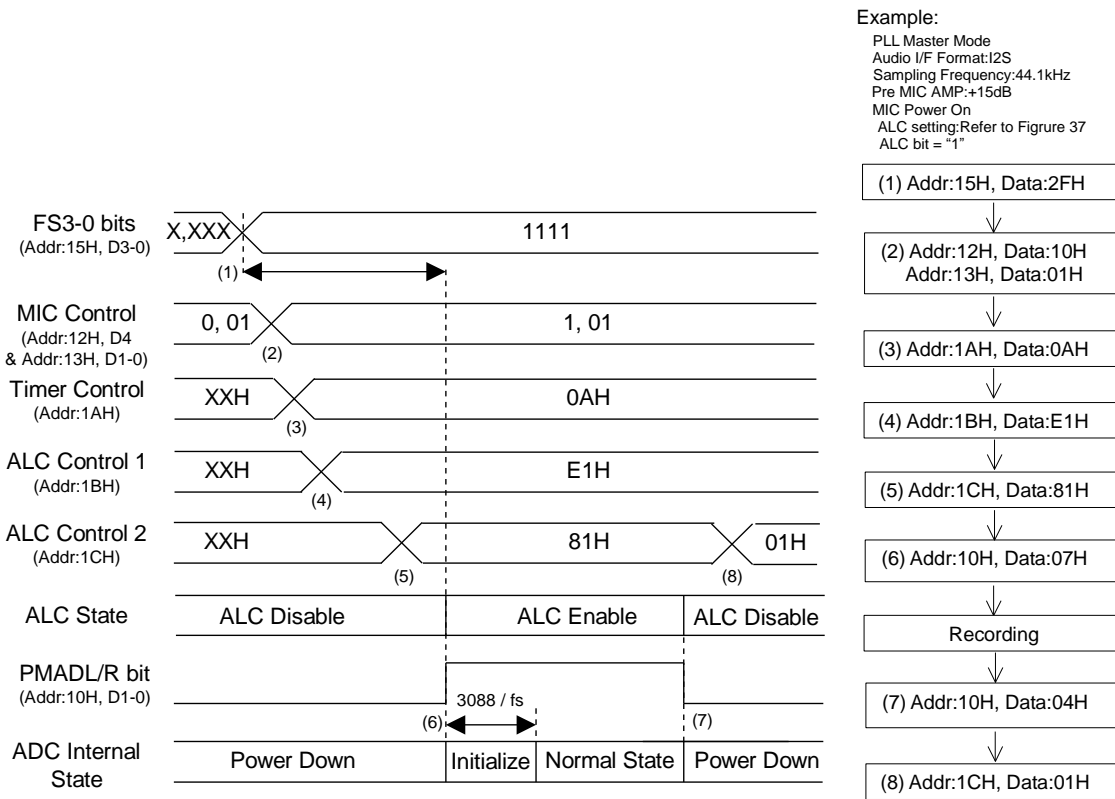 Example:
PLL Master Mode
Audio I/F Format:I2S
Sampling Frequency:44.1kHz
Pre MIC AMP:+15dB
MIC Power On
ALC setting:Refer to Figrure 37
ALC bit = “1”
(1) Addr:15H, Data:2FH
(2) Addr:12H, Data:10H
Addr:13H, Data:01H
(3) Addr:1AH, Data:0AH
(4) Addr:1BH, Data:E1H
(5) Addr:1CH, Data:81H
(6) Addr:10H, Data:07H
Recording
(7) Addr:10H, Data:04H
(8) Addr:1CH, Data:01H
FS3-0 bits
(Addr:15H, D3-0)
X,XXX
1111
(1)
MIC Control
(Addr:12H, D4
& Addr:13H, D1-0)
0, 01
1, 01
(2)
Timer Control
(Addr:1AH)
XXH
0AH
(3)
ALC Control 1
(Addr:1BH)
XXH
E1H
(4)
ALC Control 2
(Addr:1CH)
XXH
81H
01H
(5)
(8)
ALC State
ALC Disable
ALC Enable
ALC Disable
PMADL/R bit
(Addr:10H, D1-0)
3088 / fs
(6)
(7)
ADC Internal
State
Power Down
Initialize
Normal State
Power Down